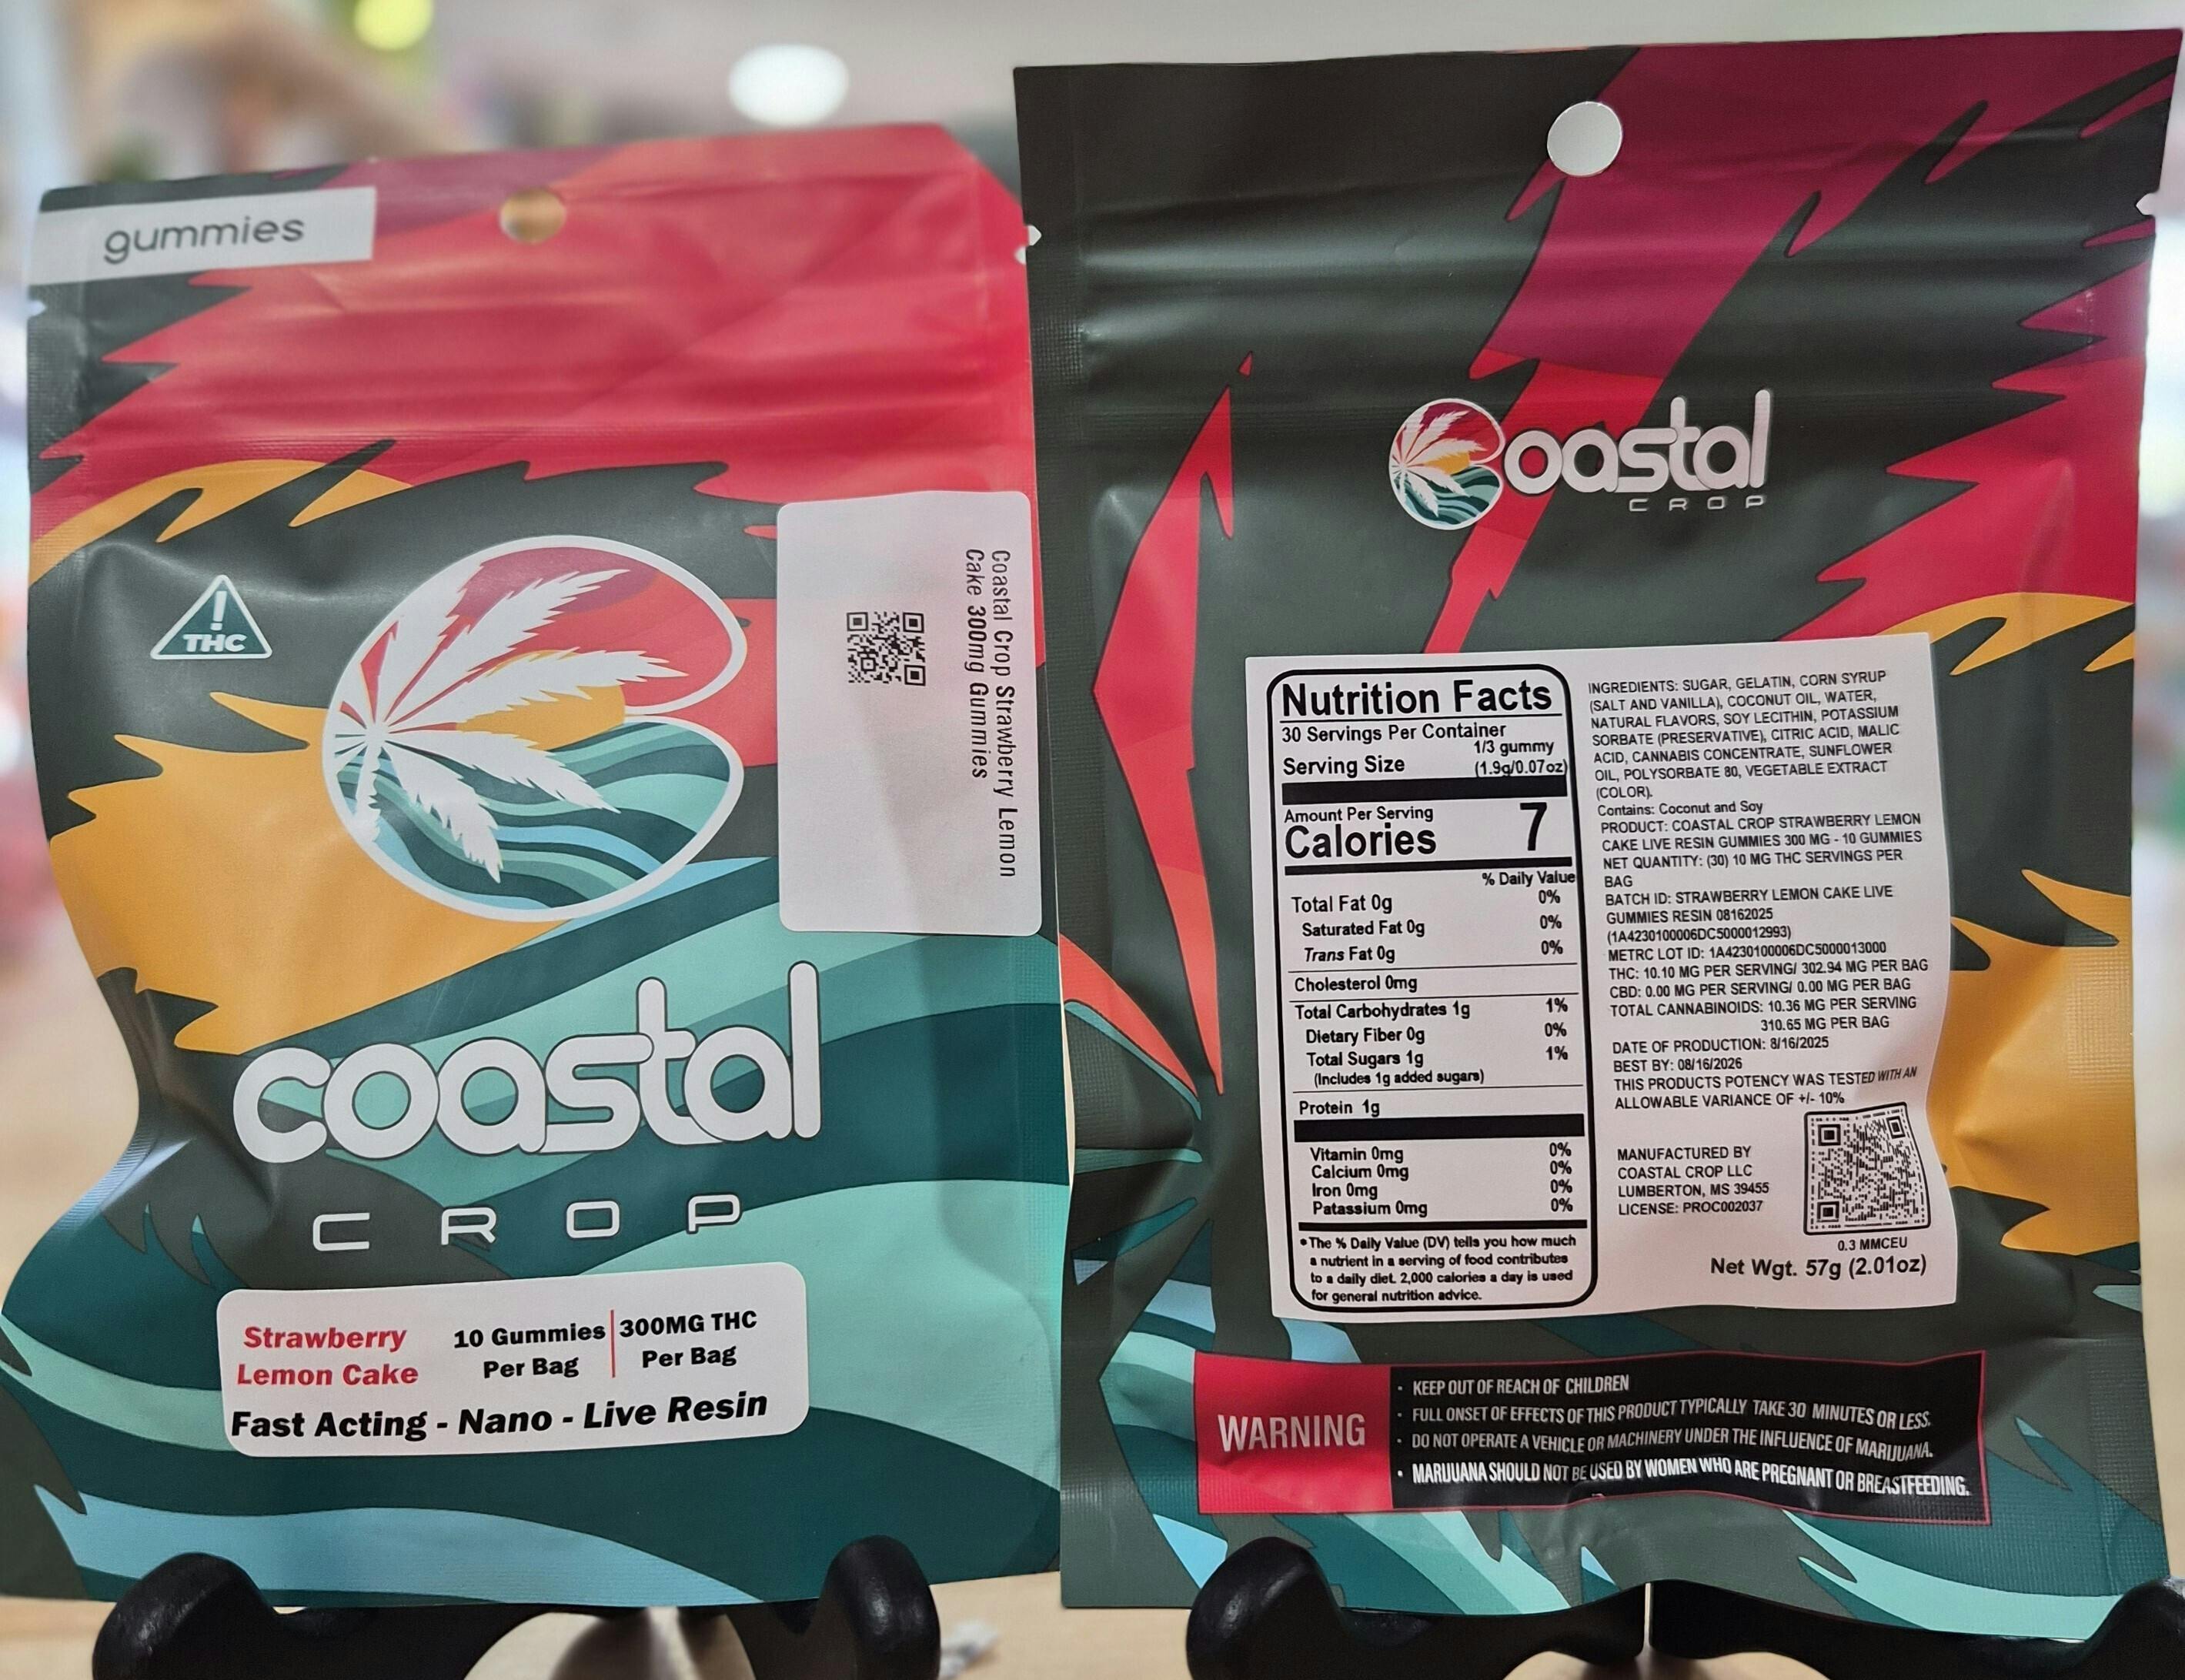 gummies
! THC
Coastal Crop Strawberry Lemon
Cake 300mg Gummies
coastal
CROP
Strawberry
Lemon Cake
10 Gummies
Per Bag
300MG THC
Per Bag
Fast Acting - Nano - Live Resin
Coastal
CROP
Nutrition Facts
30 Servings Per Container
Serving Size 1/3 gummy
(1.9g/0.07oz)
Amount Per Serving
Calories 7
% Daily Value
Total Fat 0g 0%
Saturated Fat 0g 0%
Trans Fat 0g 0%
Cholesterol 0mg
Total Carbohydrates 1g 1%
Dietary Fiber 0g 0%
Total Sugars 1g 1%
(Includes 1g added sugars)
Protein 1g
Vitamin 0mg 0%
Calcium 0mg 0%
Iron 0mg 0%
Patassium 0mg 0%
*The % Daily Value (DV) tells you how much
a nutrient in a serving of food contributes
to a daily diet. 2,000 calories a day is used
for general nutrition advice.
INGREDIENTS: SUGAR, GELATIN, CORN SYRUP
(SALT AND VANILLA), COCONUT OIL, WATER,
NATURAL FLAVORS, SOY LECITHIN, POTASSIUM
SORBATE (PRESERVATIVE), CITRIC ACID, MALIC
ACID, CANNABIS CONCENTRATE, SUNFLOWER
OIL, POLYSORBATE 80, VEGETABLE EXTRACT
(COLOR).
Contains: Coconut and Soy
PRODUCT: COASTAL CROP STRAWBERRY LEMON
CAKE LIVE RESIN GUMMIES 300 MG - 10 GUMMIES
NET QUANTITY: (30) 10 MG THC SERVINGS PER
BAG
BATCH ID: STRAWBERRY LEMON CAKE LIVE
GUMMIES RESIN 08162025
(1A4230100006DC5000012993)
METRC LOT ID: 1A4230100006DC5000013000
THC: 10.10 MG PER SERVING/ 302.94 MG PER BAG
CBD: 0.00 MG PER SERVING/ 0.00 MG PER BAG
TOTAL CANNABINOIDS: 10.36 MG PER SERVING
310.65 MG PER BAG
DATE OF PRODUCTION: 8/16/2025
BEST BY: 08/16/2026
THIS PRODUCTS POTENCY WAS TESTED WITH AN
ALLOWABLE VARIANCE OF +/- 10%
MANUFACTURED BY
COASTAL CROP LLC
LUMBERTON, MS 39455
LICENSE: PROC002037
0.3 MMCEU
Net Wgt. 57g (2.01oz)
WARNING
· KEEP OUT OF REACH OF CHILDREN
· FULL ONSET OF EFFECTS OF THIS PRODUCT TYPICALLY TAKE 30 MINUTES OR LESS.
· DO NOT OPERATE A VEHICLE OR MACHINERY UNDER THE INFLUENCE OF MARIJUANA.
· MARIJUANA SHOULD NOT BE USED BY WOMEN WHO ARE PREGNANT OR BREASTFEEDING.